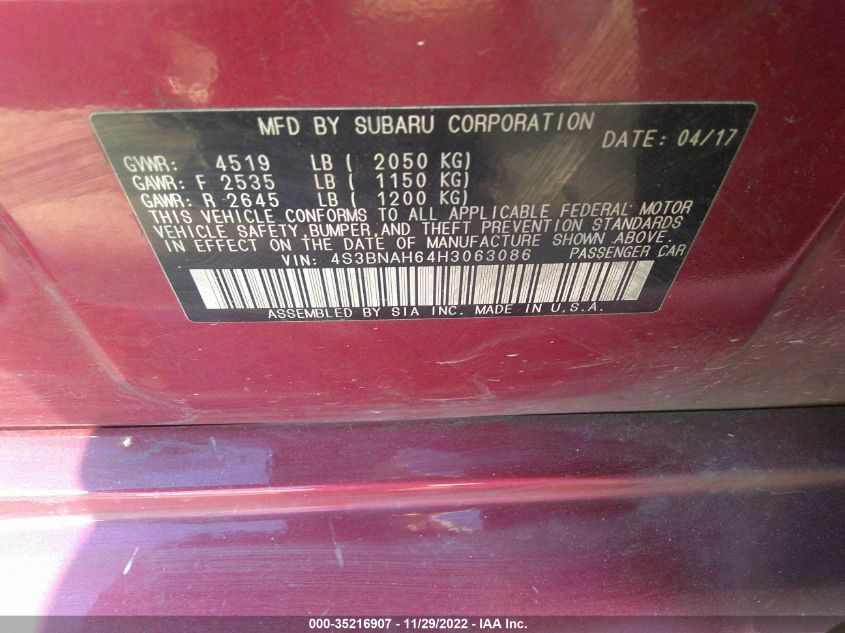 MFD BY SUBARU CORPORATION
DATE: 04/17
GVWR: 4519 LB ( 2050 KG)
GAWR: F 2535 LB ( 1150 KG)
GAWR: R 2645 LB ( 1200 KG)
THIS VEHICLE CONFORMS TO ALL APPLICABLE FEDERAL MOTOR
VEHICLE SAFETY, BUMPER, AND THEFT PREVENTION STANDARDS
IN EFFECT ON THE DATE OF MANUFACTURE SHOWN ABOVE.
VIN: 4S3BNAH64H3063086 PASSENGER CAR
ASSEMBLED BY SIA INC. MADE IN U.S.A.
000-35216907 - 11/29/2022 - IAA Inc.